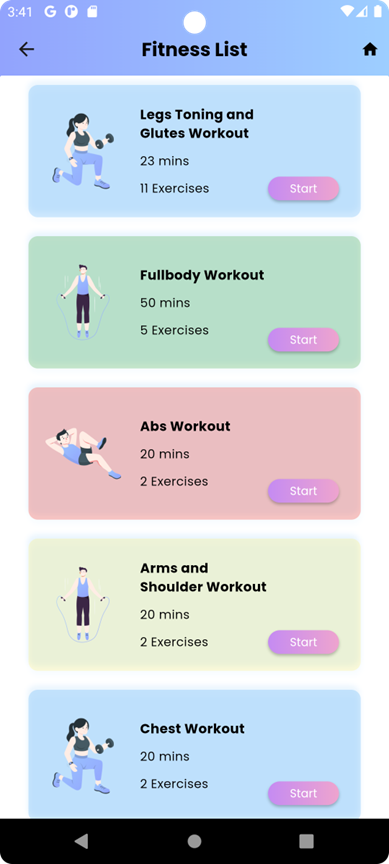 3:41
Fitness List
Legs Toning and
Glutes Workout
23 mins
11 Exercises
Start
Fullbody Workout
50 mins
5 Exercises
Start
Abs Workout
20 mins
2 Exercises
Start
Arms and
Shoulder Workout
20 mins
2 Exercises
Start
Chest Workout
20 mins
2 Exercises
Start